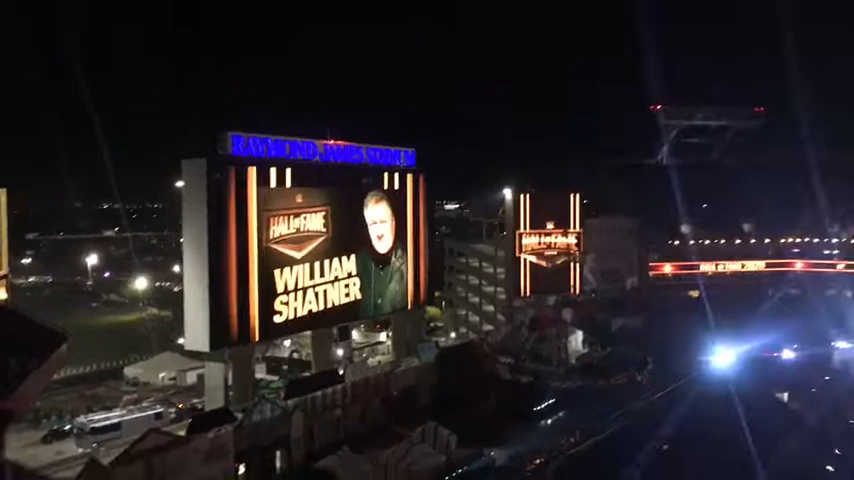 RAYMOND JAMES STADIUM
HALL OF FAME
WILLIAM
SHATNER
HALL OF FAME
HALL OF FAME 2020